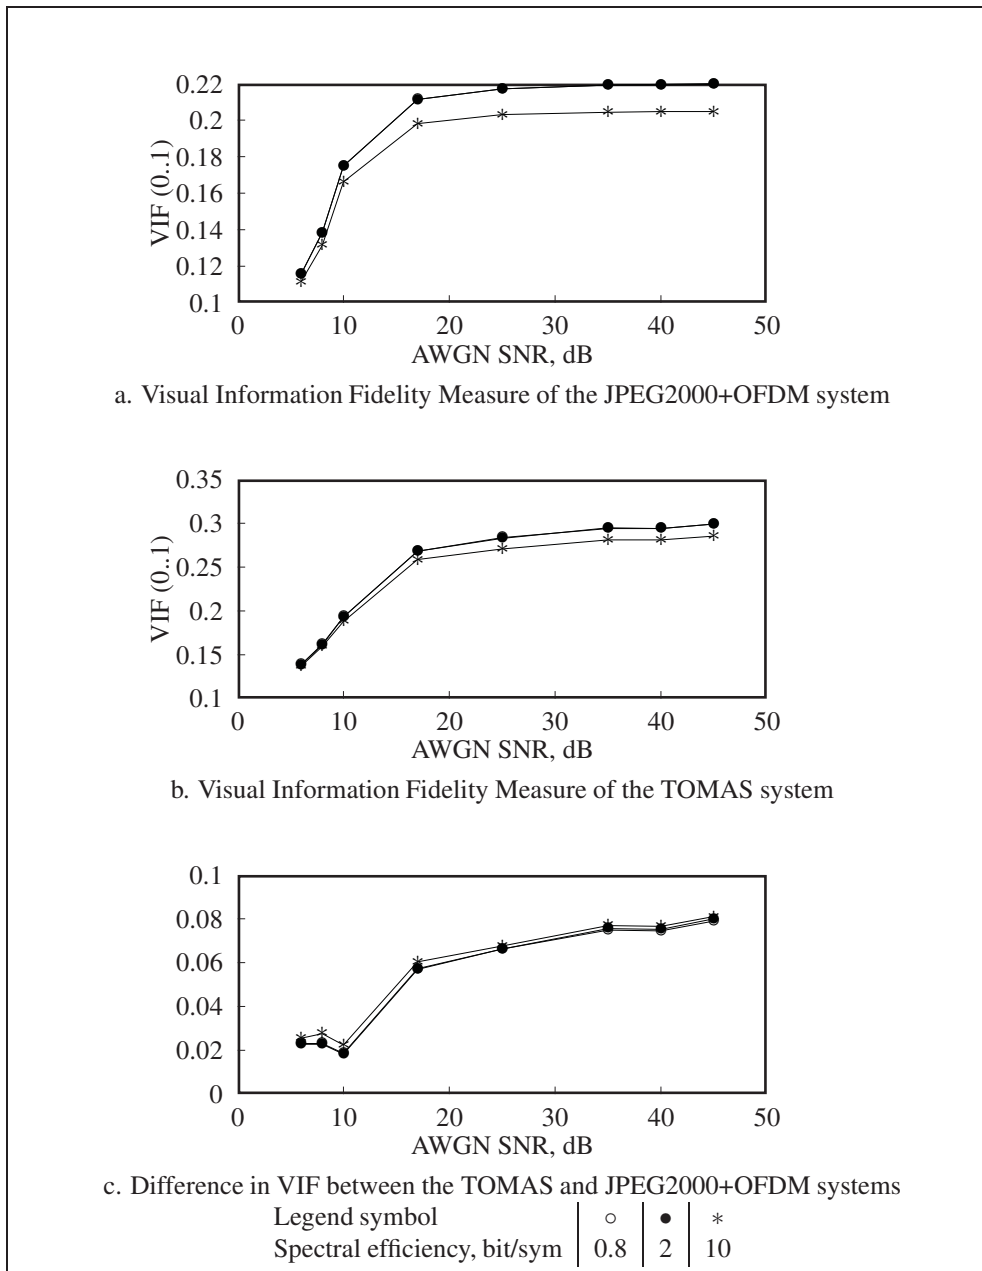 0.22
0.2
0.18
0.16
0.14
0.12
0.1
VIF (0..1)
0 10 20 30 40 50
AWGN SNR, dB
a. Visual Information Fidelity Measure of the JPEG2000+OFDM system
0.35
0.3
0.25
0.2
0.15
0.1
VIF (0..1)
0 10 20 30 40 50
AWGN SNR, dB
b. Visual Information Fidelity Measure of the TOMAS system
0.1
0.08
0.06
0.04
0.02
0
0 10 20 30 40 50
AWGN SNR, dB
c. Difference in VIF between the TOMAS and JPEG2000+OFDM systems
Legend symbol ○ ● *
Spectral efficiency, bit/sym 0.8 2 10